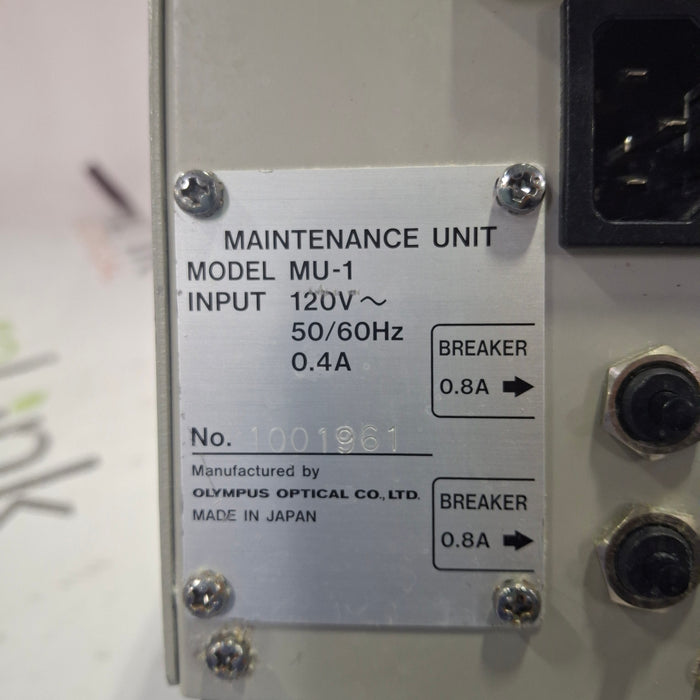 MAINTENANCE UNIT
MODEL MU-1
INPUT 120V～
50/60Hz
0.4A
BREAKER
0.8A ➡
No. 1001961
Manufactured by
OLYMPUS OPTICAL CO., LTD.
MADE IN JAPAN
BREAKER
0.8A ➡